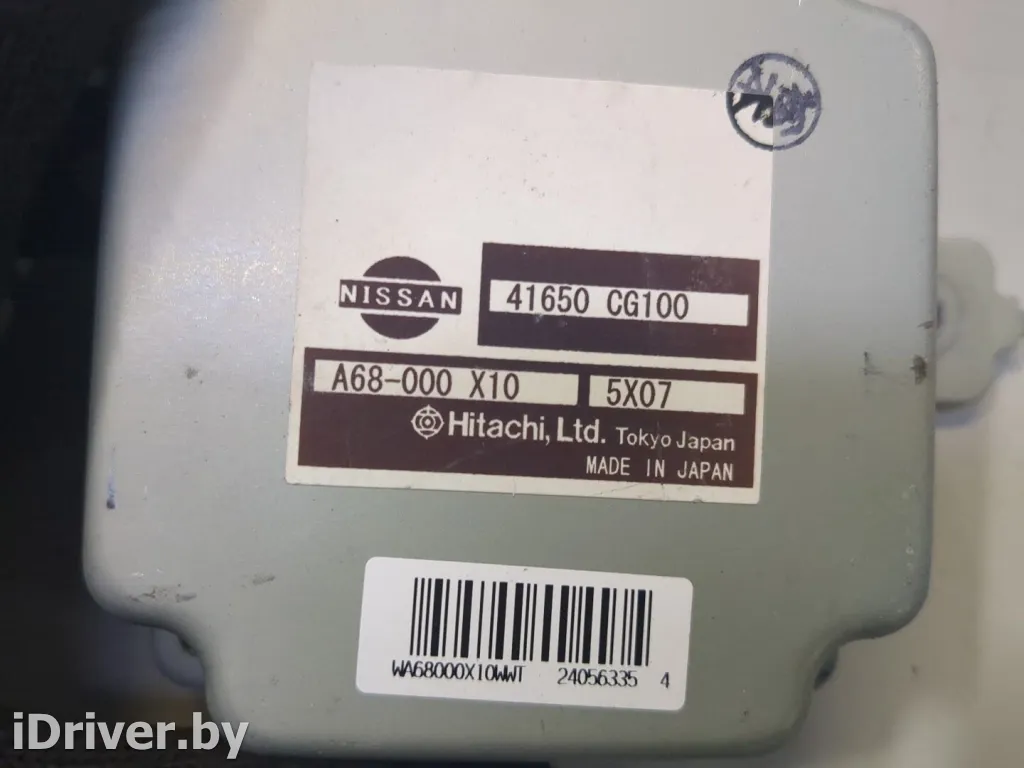 NISSAN
41650 CG100
A68-000 X10
5X07
Hitachi, Ltd. Tokyo Japan
MADE IN JAPAN
WA68000X10WWT 24056335 4
iDriver.by